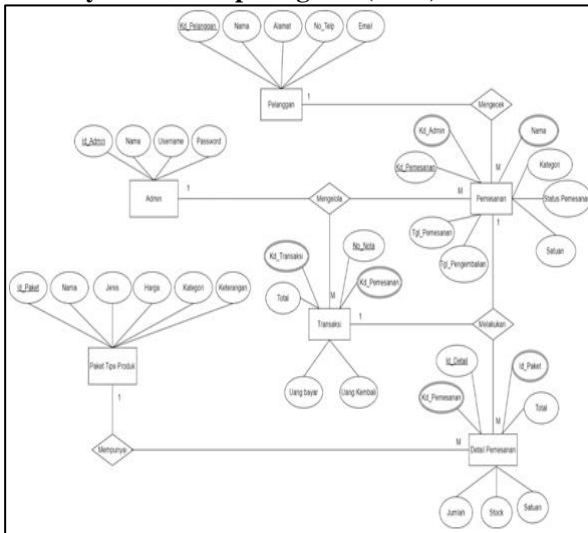 Kd_Pelanggan Nama Alamat No_Telp Email
Pelanggan 1 Mengecek
Kd_Admin Nama
Id_Admin Nama Username Password
Kd_Pemesanan Kategori
M
Admin 1 Mengelola M Pemesanan Status Pemesanan
Tgl_Pemesanan 1 Satuan
Tgl_Pengembalian
Kd_Transaksi No_Nota
Id_Paket Nama Jenis Harga Kategori Keterangan
Kd_Pemesanan
Total M
Transaksi 1 Melakukan
Paket Tipe Produk
Uang bayar Uang Kembali
Id_Detail Id_Paket
1
Kd_Pemesanan Total
M
Mempunyai M Detail Pemesanan
Jumlah Stock Satuan